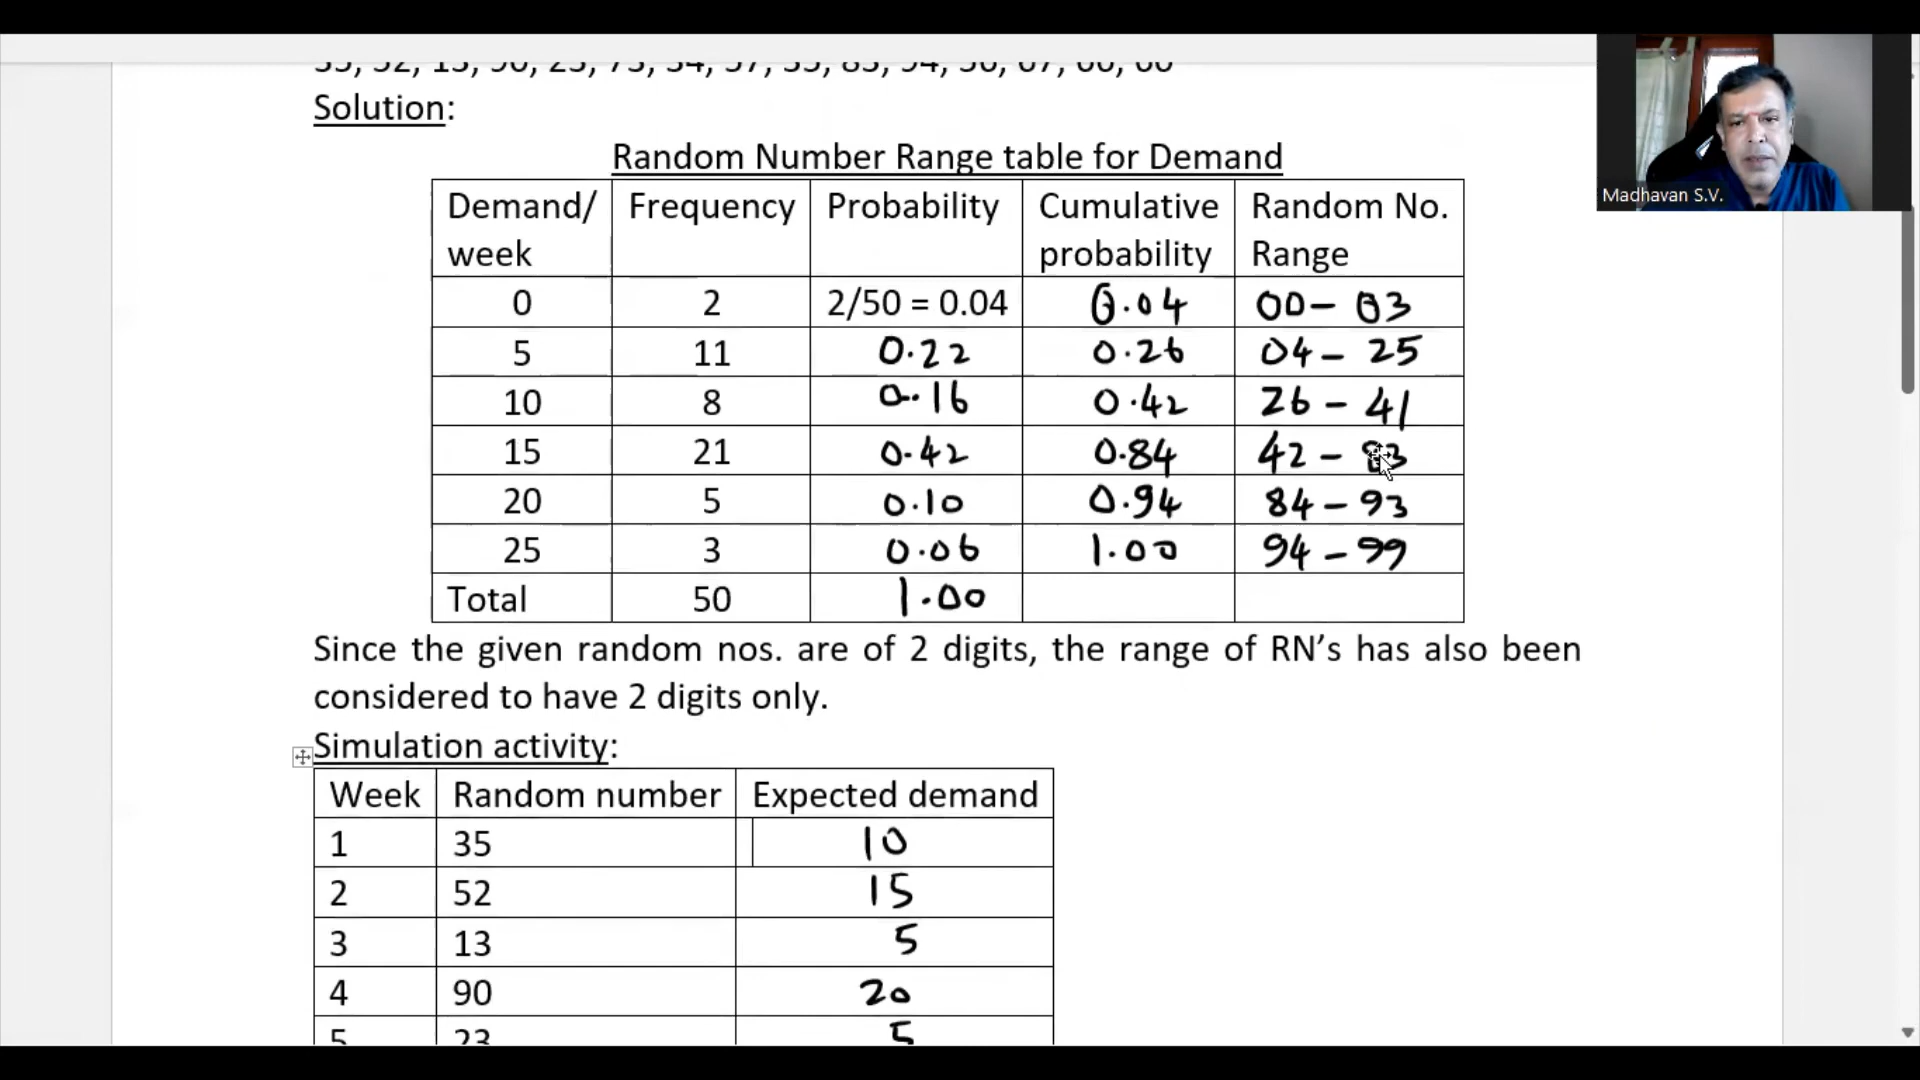 Solution:
Random Number Range table for Demand
Demand/ week Frequency Probability Cumulative probability Random No. Range
0 2 2/50 = 0.04 0.04 00 - 03
5 11 0.22 0.26 04 - 25
10 8 0.16 0.42 26 - 41
15 21 0.42 0.84 42 - 83
20 5 0.10 0.94 84 - 93
25 3 0.06 1.00 94 - 99
Total 50 1.00
Since the given random nos. are of 2 digits, the range of RN’s has also been
considered to have 2 digits only.
Simulation activity:
Week Random number Expected demand
1 35 10
2 52 15
3 13 5
4 90 20
5 23 5
Madhavan S.V.